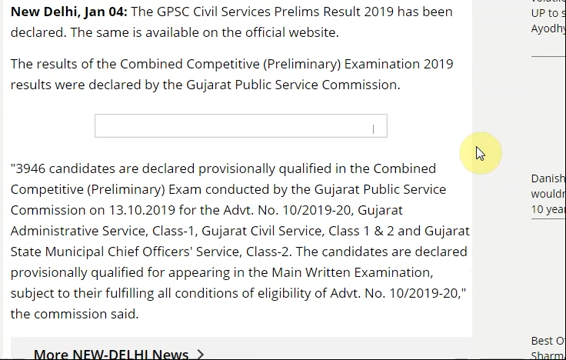 New Delhi, Jan 04: The GPSC Civil Services Prelims Result 2019 has been
declared. The same is available on the official website.
The results of the Combined Competitive (Preliminary) Examination 2019
results were declared by the Gujarat Public Service Commission.
"3946 candidates are declared provisionally qualified in the Combined
Competitive (Preliminary) Exam conducted by the Gujarat Public Service
Commission on 13.10.2019 for the Advt. No. 10/2019-20, Gujarat
Administrative Service, Class-1, Gujarat Civil Service, Class 1 & 2 and Gujarat
State Municipal Chief Officers' Service, Class-2. The candidates are declared
provisionally qualified for appearing in the Main Written Examination,
subject to their fulfilling all conditions of eligibility of Advt. No. 10/2019-20,"
the commission said.
More NEW-DELHI News
UP to s
Ayodhy
Danish
wouldn
10 year
Best O
Sharm